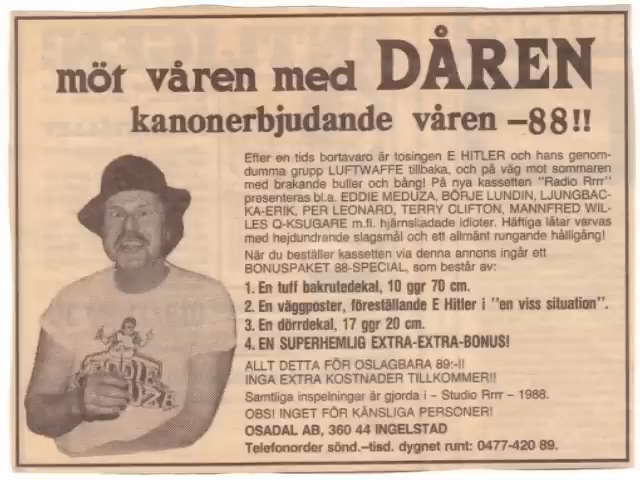 möt våren med DÅREN
kanonerbjudande våren –88!!
Efter en tids bortavaro är tosingen E HITLER och hans genom-
dumma grupp LUFTWAFFE tillbaka, och på väg mot sommaren
med brakande buller och bång! På nya kassetten "Radio Rrrr"
presenteras bl.a. EDDIE MEDUZA, BÖRJE LUNDIN, LJUNGBAC-
KA-ERIK, PER LEONARD, TERRY CLIFTON, MANNFRED WIL-
LES Q-KSUGARE m.fl. hjärnskadade idioter. Häftiga låtar varvas
med hejdundrande slagsmål och ett allmänt rungande hålligång!
När du beställer kassetten via denna annons ingår ett
BONUSPAKET 88-SPECIAL, som består av:
1. En tuff bakrutedekal, 10 ggr 70 cm.
2. En väggposter, föreställande E Hitler i "en viss situation".
3. En dörrdekal, 17 ggr 20 cm.
4. EN SUPERHEMLIG EXTRA-EXTRA-BONUS!
ALLT DETTA FÖR OSLAGBARA 89:-!!
INGA EXTRA KOSTNADER TILLKOMMER!!
Samtliga inspelningar är gjorda i – Studio Rrrr – 1988.
OBS! INGET FÖR KÄNSLIGA PERSONER!
OSADAL AB, 360 44 INGELSTAD
Telefonorder sönd.–tisd. dygnet runt: 0477-420 89.
EDDIE
MEDUZA